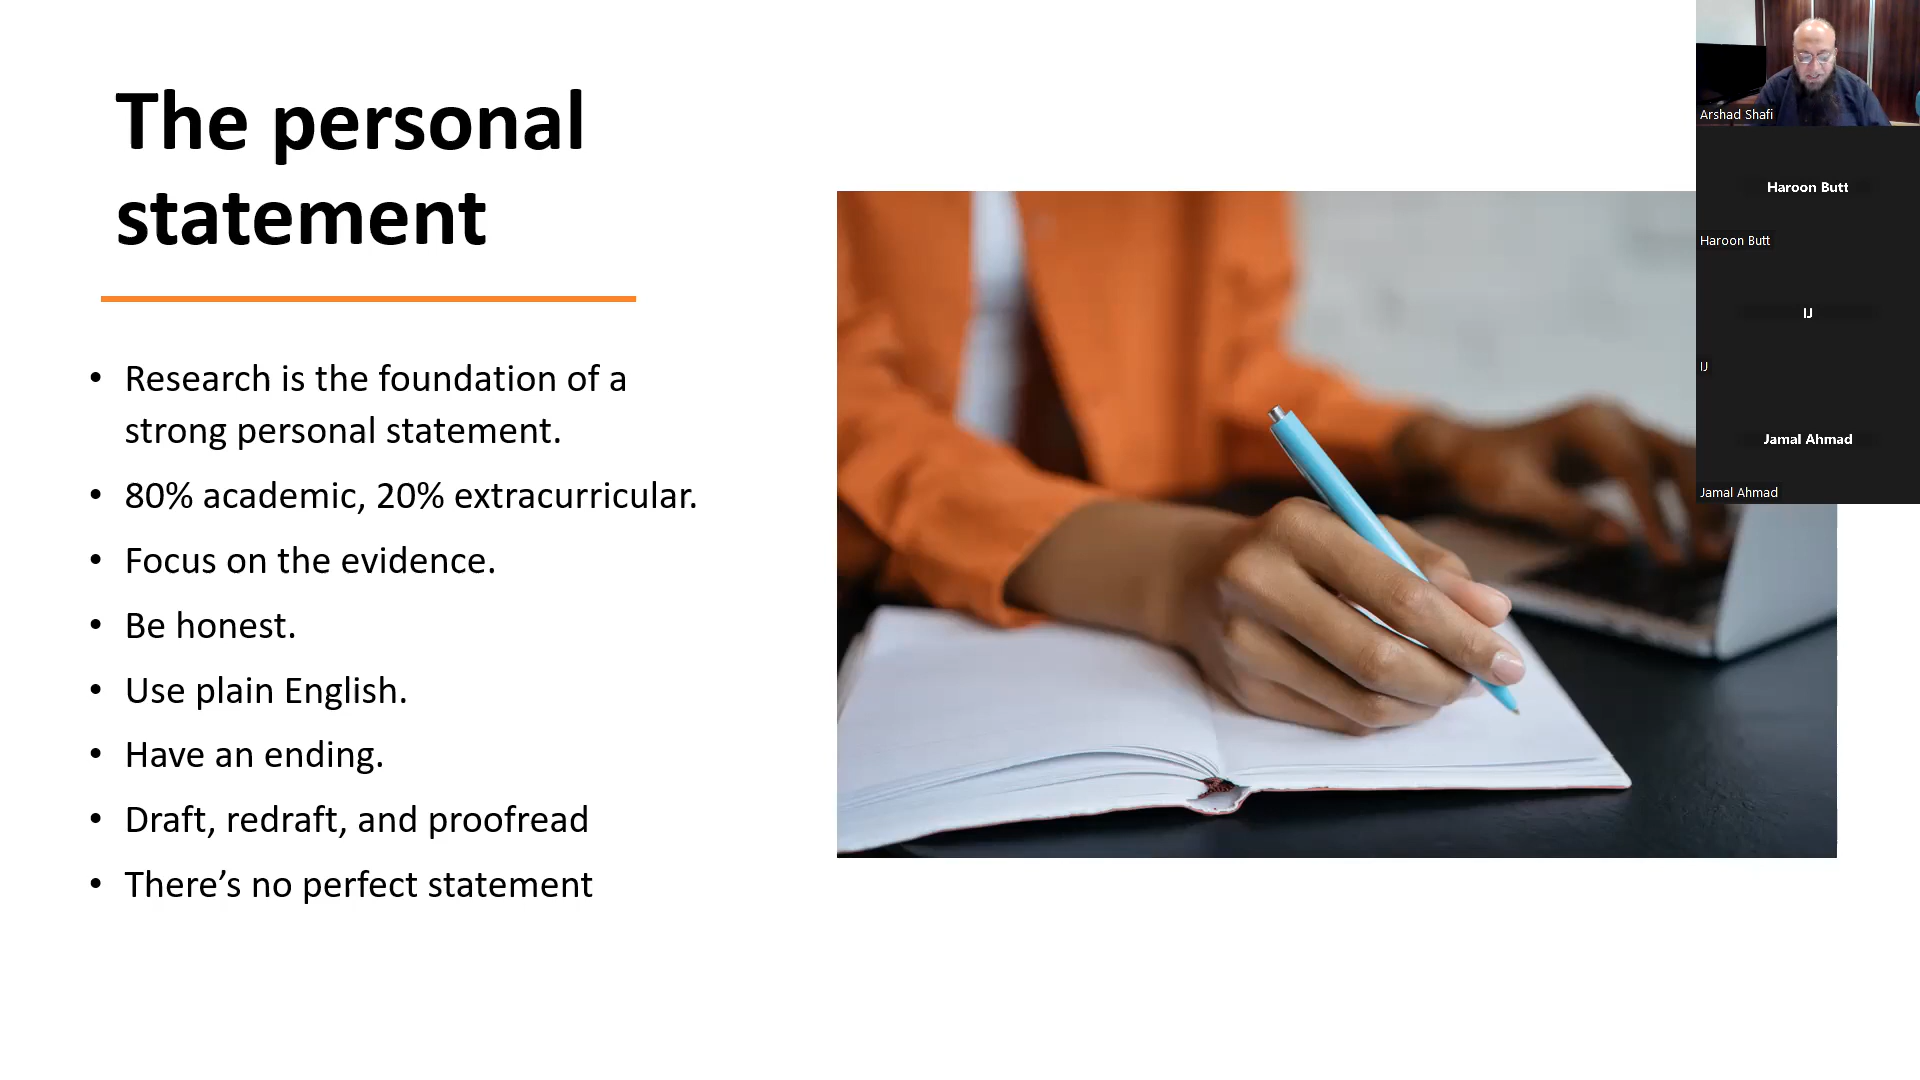 The personal
statement
• Research is the foundation of a
strong personal statement.
• 80% academic, 20% extracurricular.
• Focus on the evidence.
• Be honest.
• Use plain English.
• Have an ending.
• Draft, redraft, and proofread
• There’s no perfect statement
Arshad Shafi
Haroon Butt
Haroon Butt
IJ
IJ
Jamal Ahmad
Jamal Ahmad